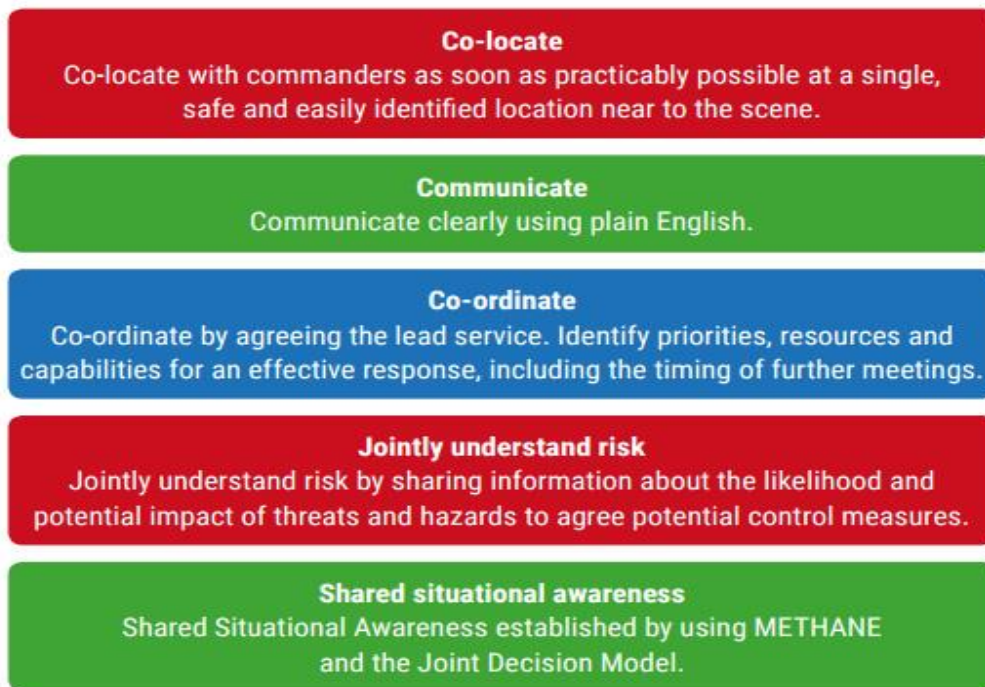 Co-locate
Co-locate with commanders as soon as practicably possible at a single,
safe and easily identified location near to the scene.
Communicate
Communicate clearly using plain English.
Co-ordinate
Co-ordinate by agreeing the lead service. Identify priorities, resources and
capabilities for an effective response, including the timing of further meetings.
Jointly understand risk
Jointly understand risk by sharing information about the likelihood and
potential impact of threats and hazards to agree potential control measures.
Shared situational awareness
Shared Situational Awareness established by using METHANE
and the Joint Decision Model.